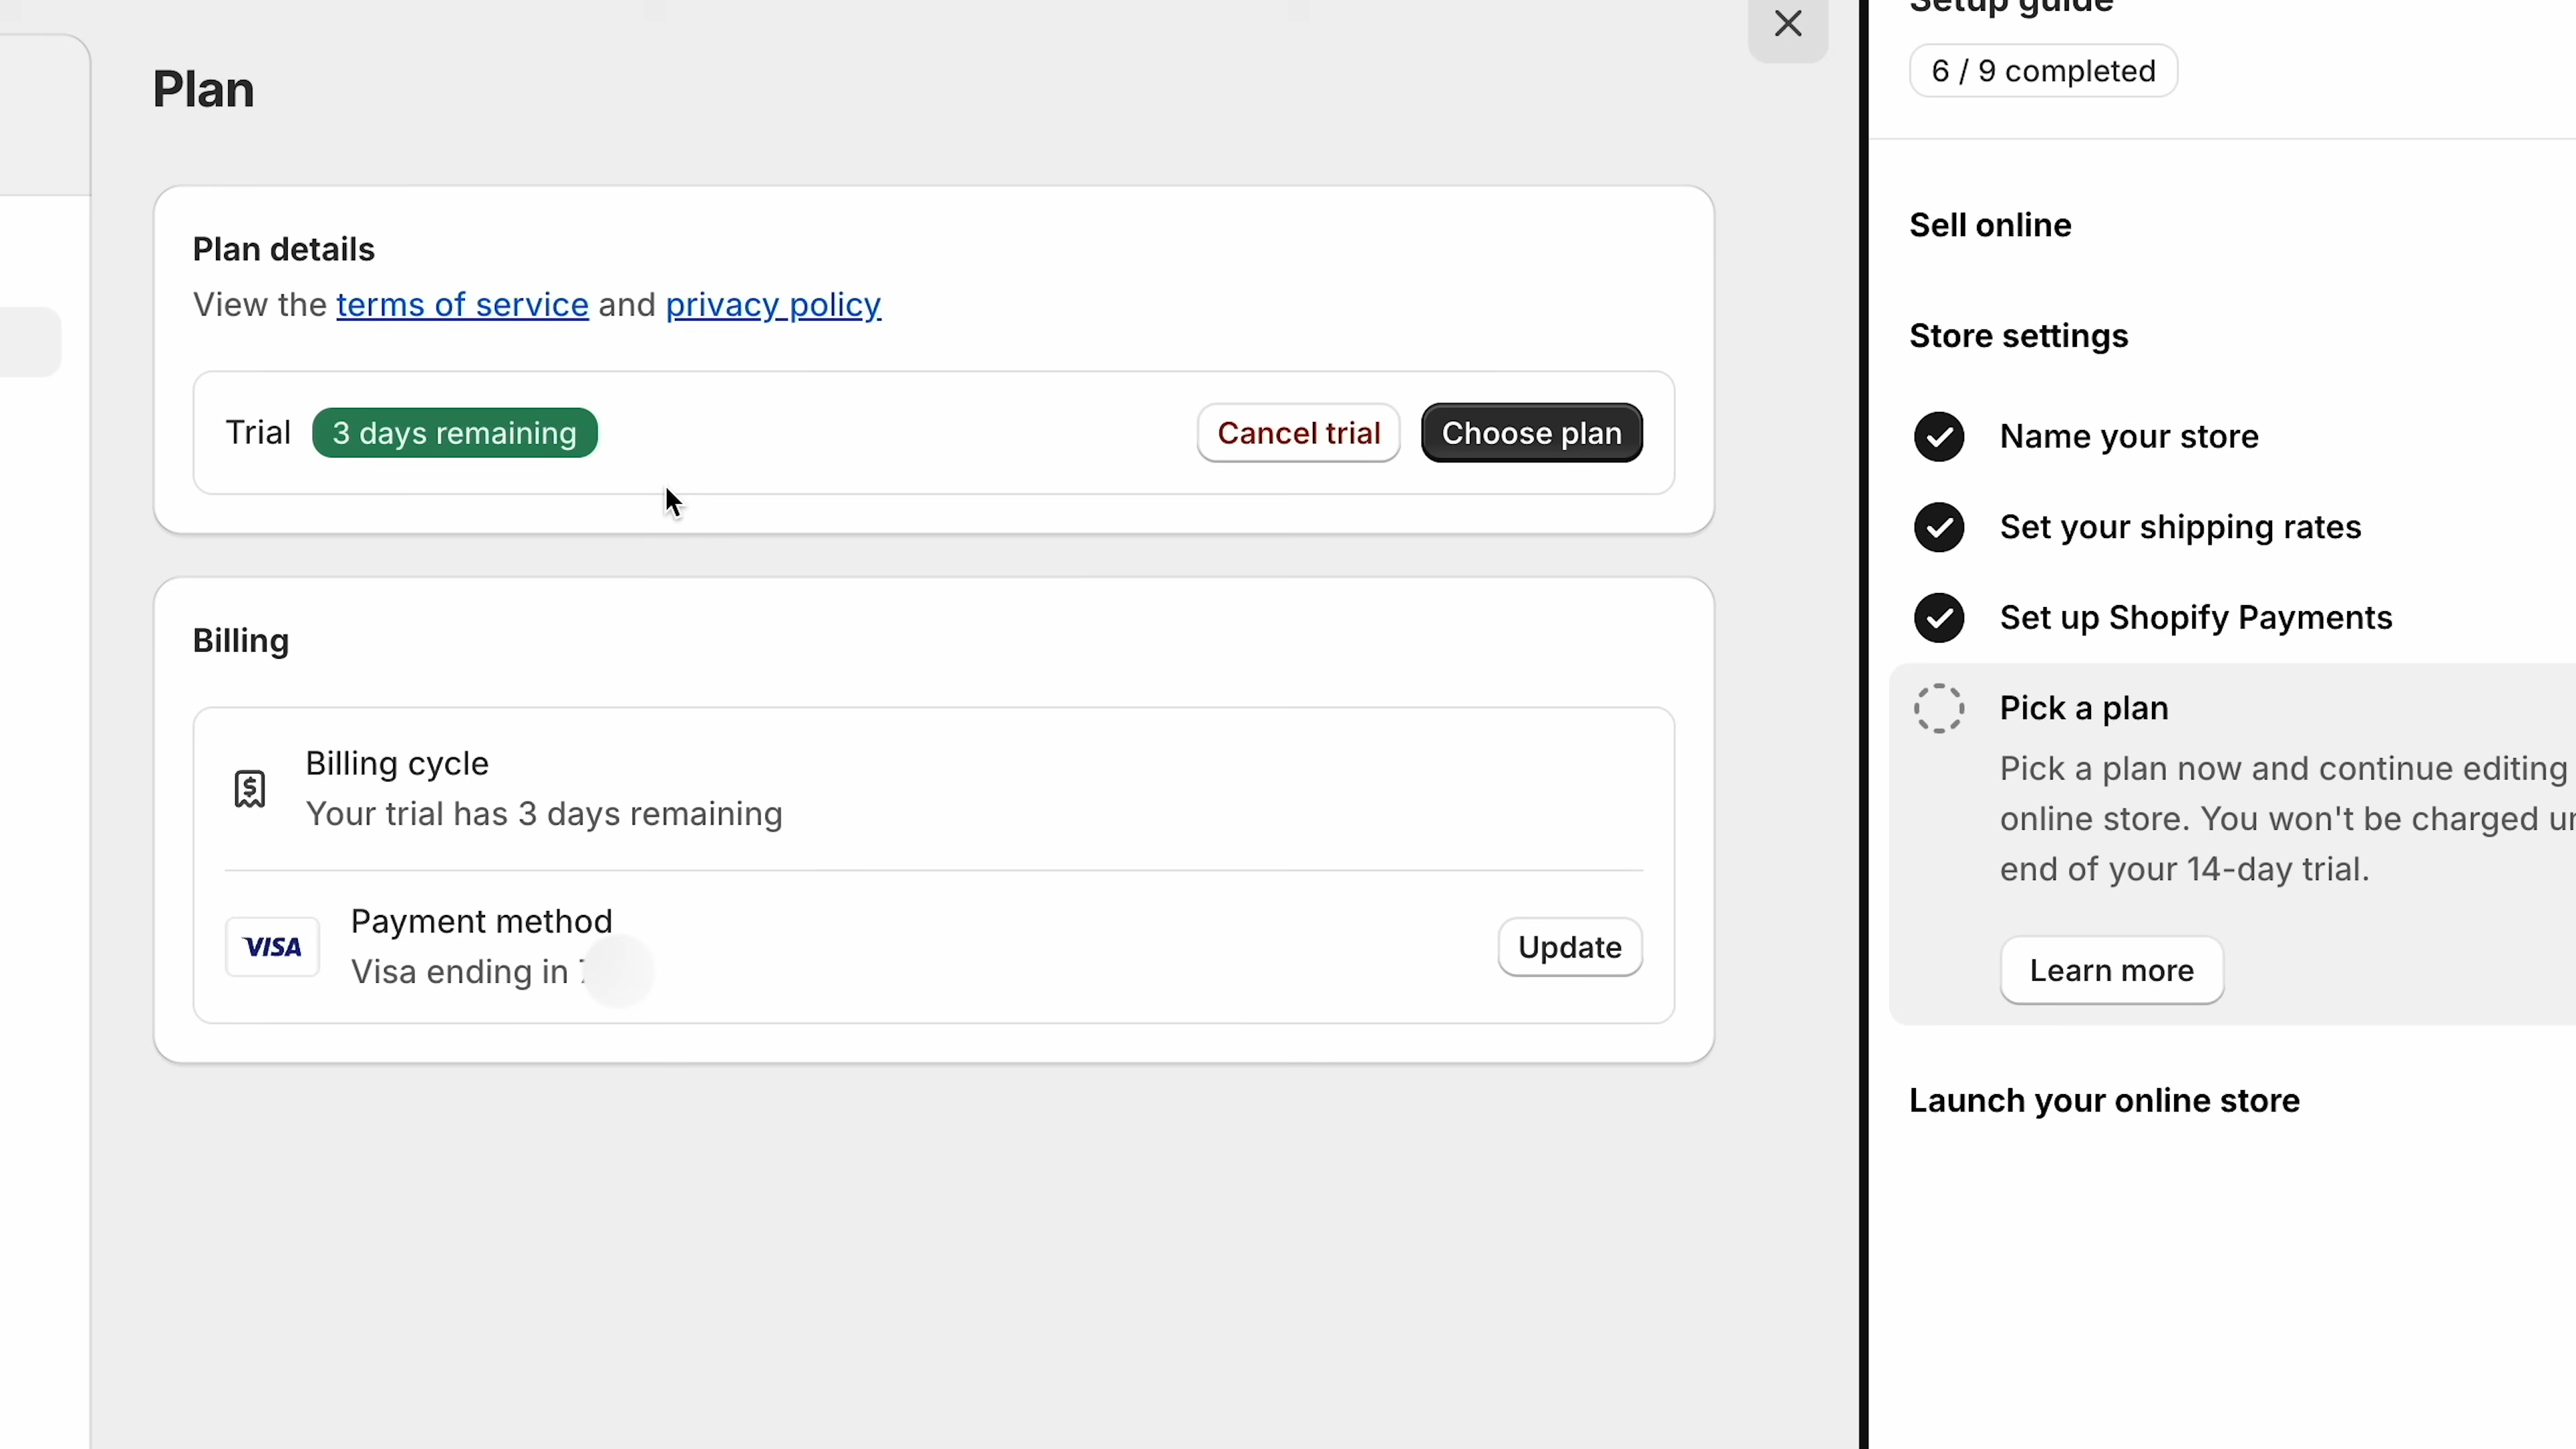 Plan
Plan details
View the terms of service and privacy policy
Trial 3 days remaining Cancel trial Choose plan
Billing
Billing cycle
Your trial has 3 days remaining
VISA
Payment method
Visa ending in
Update
Setup guide
6 / 9 completed
Sell online
Store settings
Name your store
Set your shipping rates
Set up Shopify Payments
Pick a plan
Pick a plan now and continue editing
online store. You won't be charged
end of your 14-day trial.
Learn more
Launch your online store